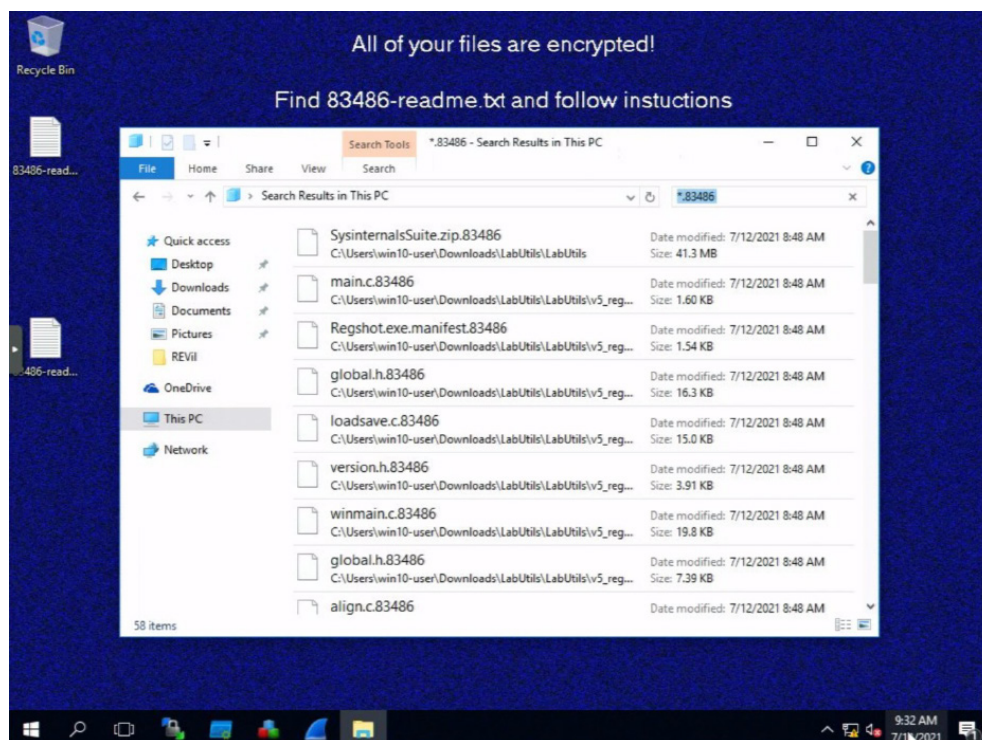 All of your files are encrypted!
Find 83486-readme.txt and follow instuctions
Recycle Bin
83486-read...
486-read...
Search Tools
*.83486 - Search Results in This PC
File Home Share View Search
Search Results in This PC
*.83486
Quick access
Desktop
Downloads
Documents
Pictures
REVil
OneDrive
This PC
Network
SysinternalsSuite.zip.83486 Date modified: 7/12/2021 8:48 AM
C:\Users\win10-user\Downloads\LabUtils\LabUtils Size: 41.3 MB
main.c.83486 Date modified: 7/12/2021 8:48 AM
C:\Users\win10-user\Downloads\LabUtils\LabUtils\v5_reg... Size: 1.60 KB
Regshot.exe.manifest.83486 Date modified: 7/12/2021 8:48 AM
C:\Users\win10-user\Downloads\LabUtils\LabUtils\v5_reg... Size: 1.54 KB
global.h.83486 Date modified: 7/12/2021 8:48 AM
C:\Users\win10-user\Downloads\LabUtils\LabUtils\v5_reg... Size: 16.3 KB
loadsave.c.83486 Date modified: 7/12/2021 8:48 AM
C:\Users\win10-user\Downloads\LabUtils\LabUtils\v5_reg... Size: 15.0 KB
version.h.83486 Date modified: 7/12/2021 8:48 AM
C:\Users\win10-user\Downloads\LabUtils\LabUtils\v5_reg... Size: 3.91 KB
winmain.c.83486 Date modified: 7/12/2021 8:48 AM
C:\Users\win10-user\Downloads\LabUtils\LabUtils\v5_reg... Size: 19.8 KB
global.h.83486 Date modified: 7/12/2021 8:48 AM
C:\Users\win10-user\Downloads\LabUtils\LabUtils\v5_reg... Size: 7.39 KB
align.c.83486 Date modified: 7/12/2021 8:48 AM
58 items
9:32 AM